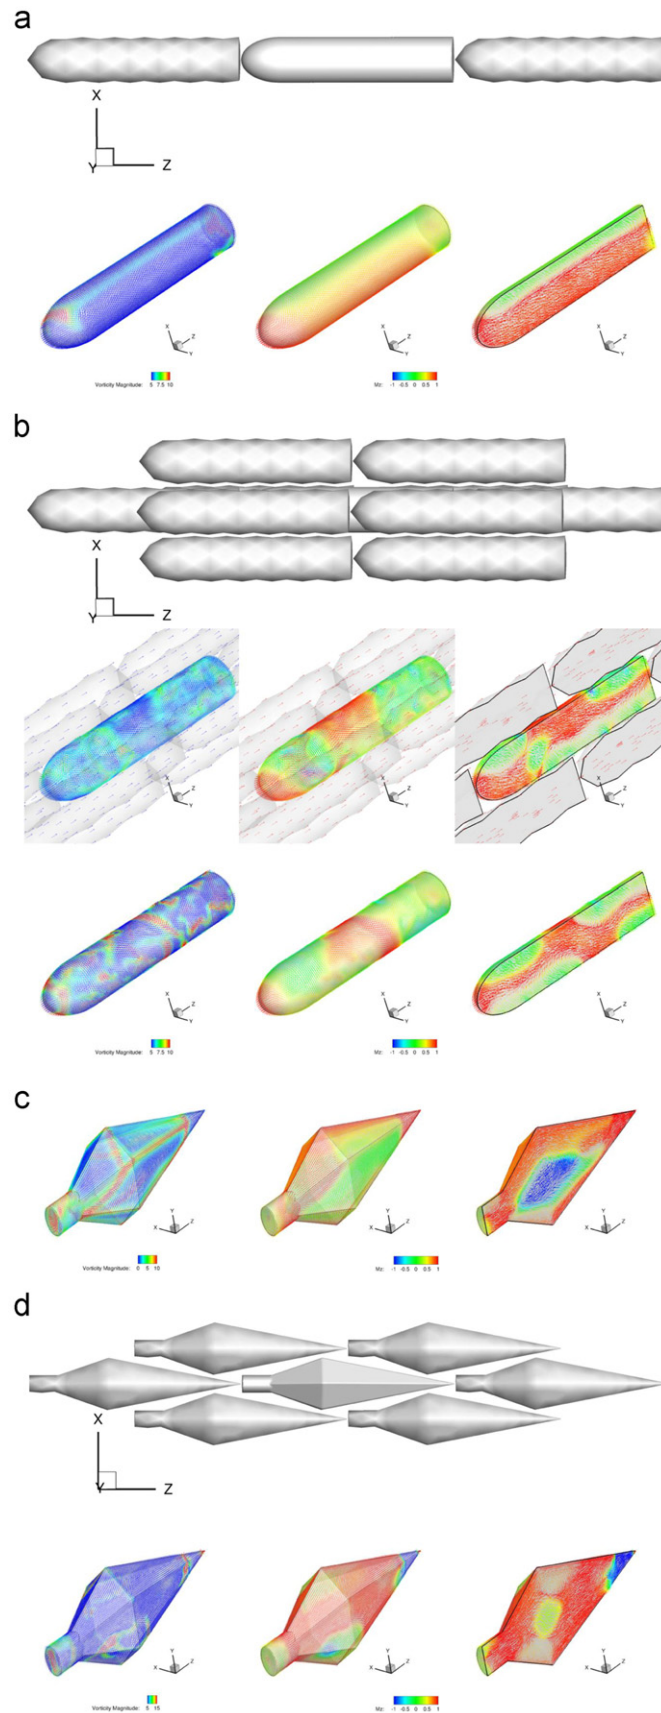 a
X
Y Z
X Z Y
X Z Y
X Z Y
Vorticity Magnitude: 5 7.5 10
Mz: -1 -0.5 0 0.5 1
b
X
Y Z
X Z Y
X Z Y
X Z Y
X Z Y
X Z Y
X Z Y
Vorticity Magnitude: 5 7.5 10
Mz: -1 -0.5 0 0.5 1
c
Y X Z
Y X Z
Y X Z
Vorticity Magnitude: 0 5 10
Mz: -1 -0.5 0 0.5 1
d
X
Y Z
Y X Z
Y X Z
Y X Z
Vorticity Magnitude: 5 15
Mz: -1 -0.5 0 0.5 1